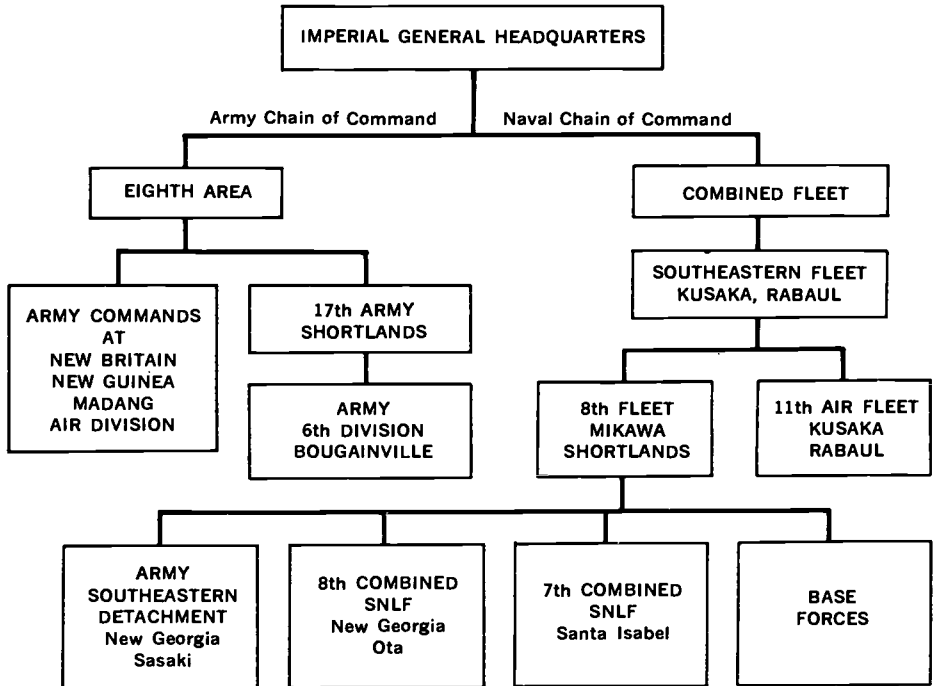 IMPERIAL GENERAL HEADQUARTERS
Army Chain of Command
Naval Chain of Command
EIGHTH AREA
COMBINED FLEET
ARMY COMMANDS
AT
NEW BRITAIN
NEW GUINEA
MADANG
AIR DIVISION
17th ARMY
SHORTLANDS
SOUTHEASTERN FLEET
KUSAKA, RABAUL
ARMY
6th DIVISION
BOUGAINVILLE
8th FLEET
MIKAWA
SHORTLANDS
11th AIR FLEET
KUSAKA
RABAUL
ARMY
SOUTHEASTERN
DETACHMENT
New Georgia
Sasaki
8th COMBINED
SNLF
New Georgia
Ota
7th COMBINED
SNLF
Santa Isabel
BASE
FORCES